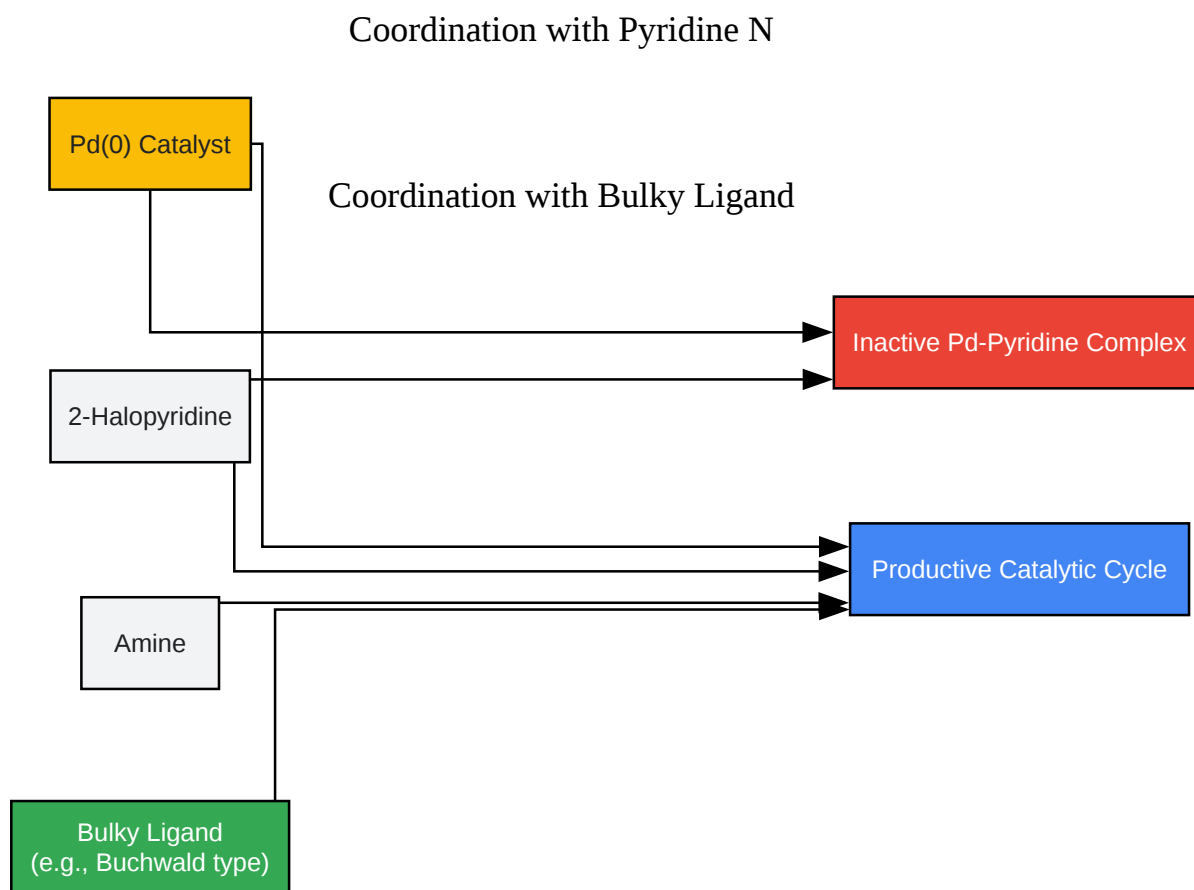 Coordination with Pyridine N
Pd(0) Catalyst
Coordination with Bulky Ligand
Inactive Pd-Pyridine Complex
2-Halopyridine
Productive Catalytic Cycle
Amine
Bulky Ligand
(e.g., Buchwald type)